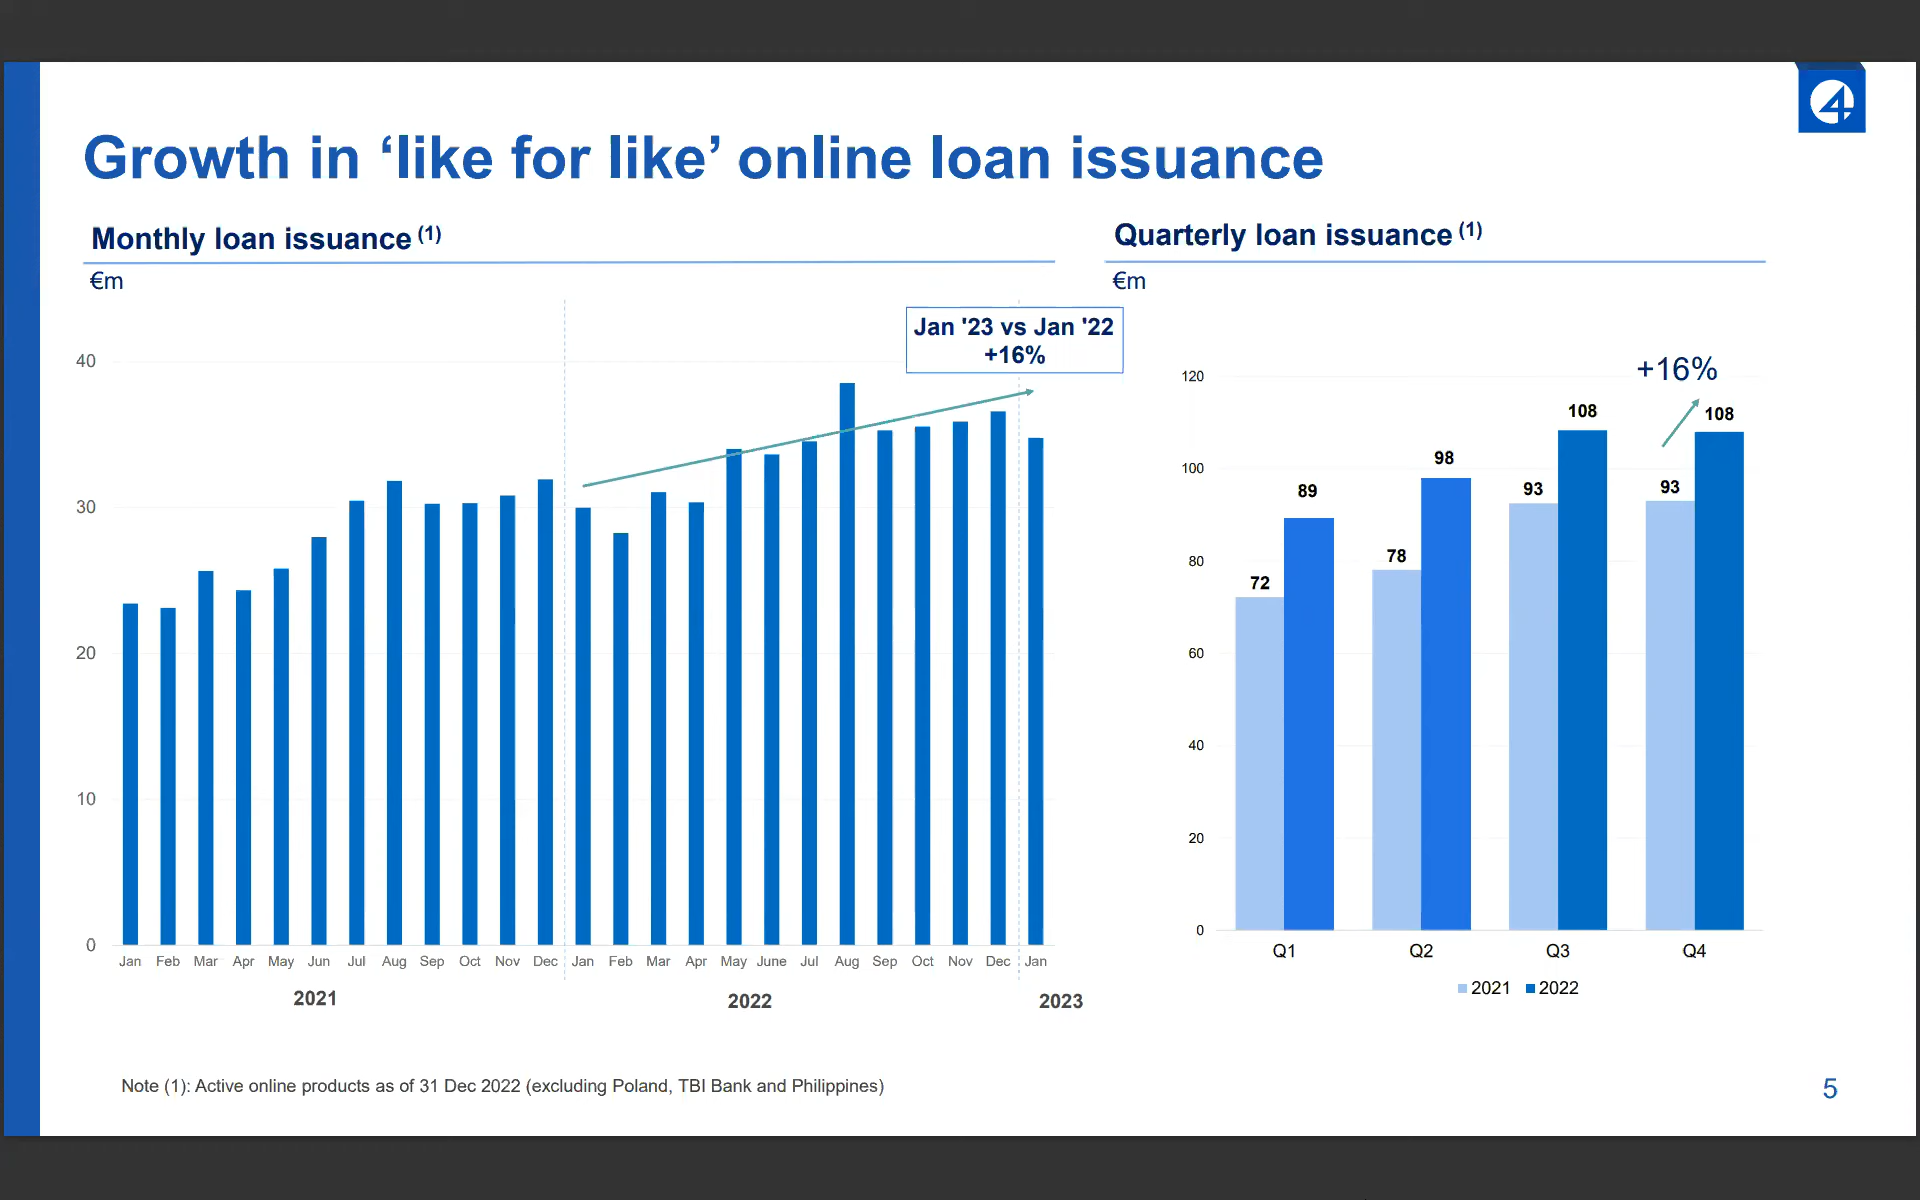 Growth in ‘like for like’ online loan issuance
Monthly loan issuance (1)
€m
Jan '23 vs Jan '22
+16%
40
30
20
10
0
Jan Feb Mar Apr May Jun Jul Aug Sep Oct Nov Dec Jan Feb Mar Apr May June Jul Aug Sep Oct Nov Dec Jan
2021 2022 2023
Quarterly loan issuance (1)
€m
+16%
120
100
80
60
40
20
0
72 89 78 98 93 108 93 108
Q1 Q2 Q3 Q4
2021 2022
Note (1): Active online products as of 31 Dec 2022 (excluding Poland, TBI Bank and Philippines)
5
4